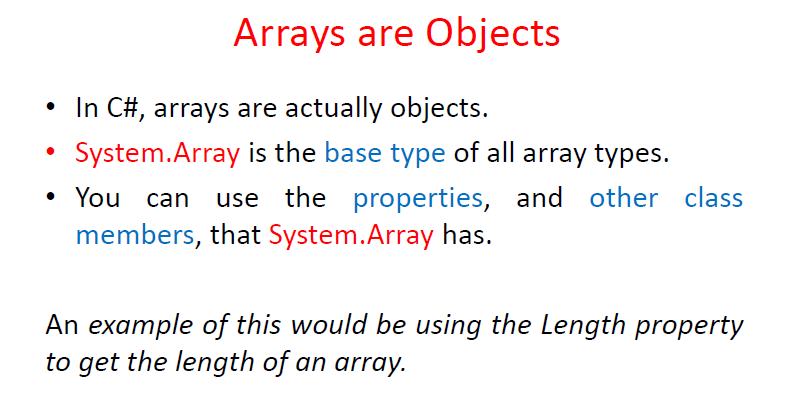 Arrays are Objects
• In C#, arrays are actually objects.
• System.Array is the base type of all array types.
• You can use the properties, and other class
members, that System.Array has.
An example of this would be using the Length property
to get the length of an array.